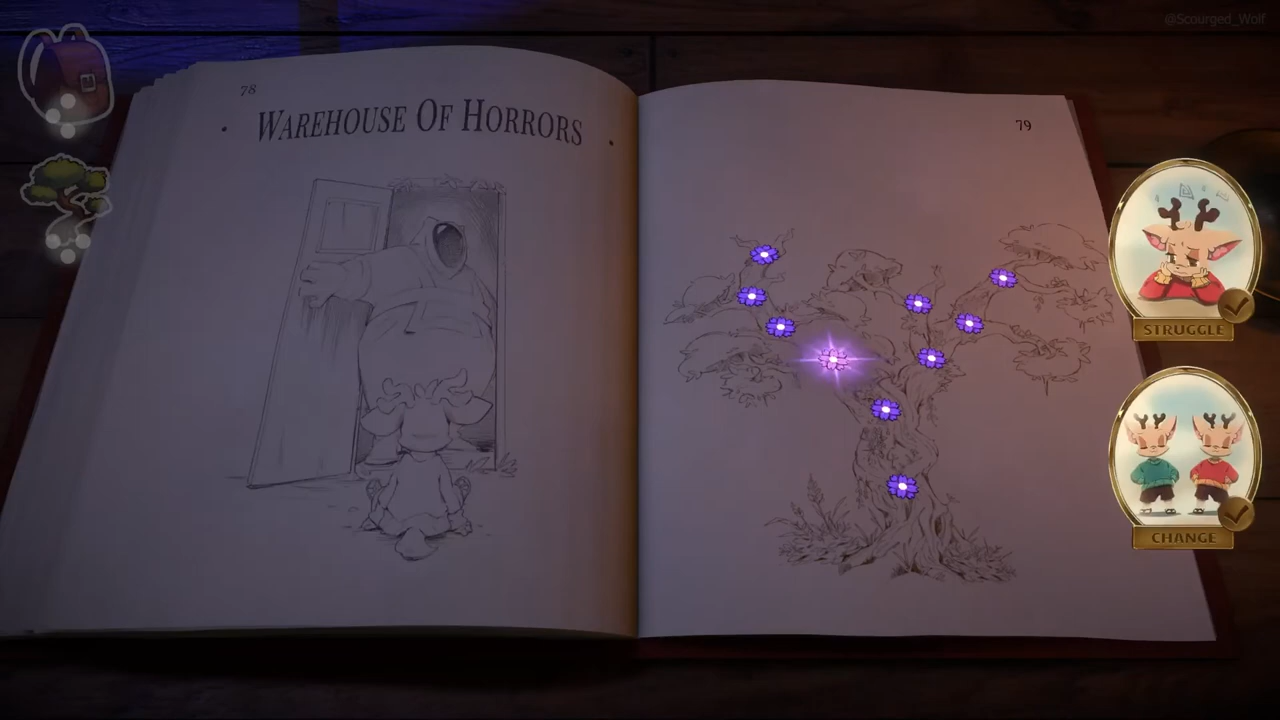 @Scourged_Wolf
78
WAREHOUSE OF HORRORS
79
STRUGGLE
CHANGE